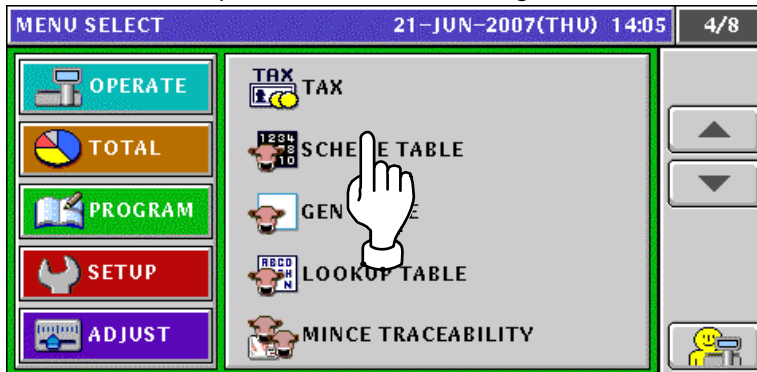 MENU SELECT 21-JUN-2007(THU) 14:05 4/8
OPERATE
TOTAL
PROGRAM
SETUP
ADJUST
TAX TAX
SCHEME TABLE
GEN
LOOKUP TABLE
MINCE TRACEABILITY